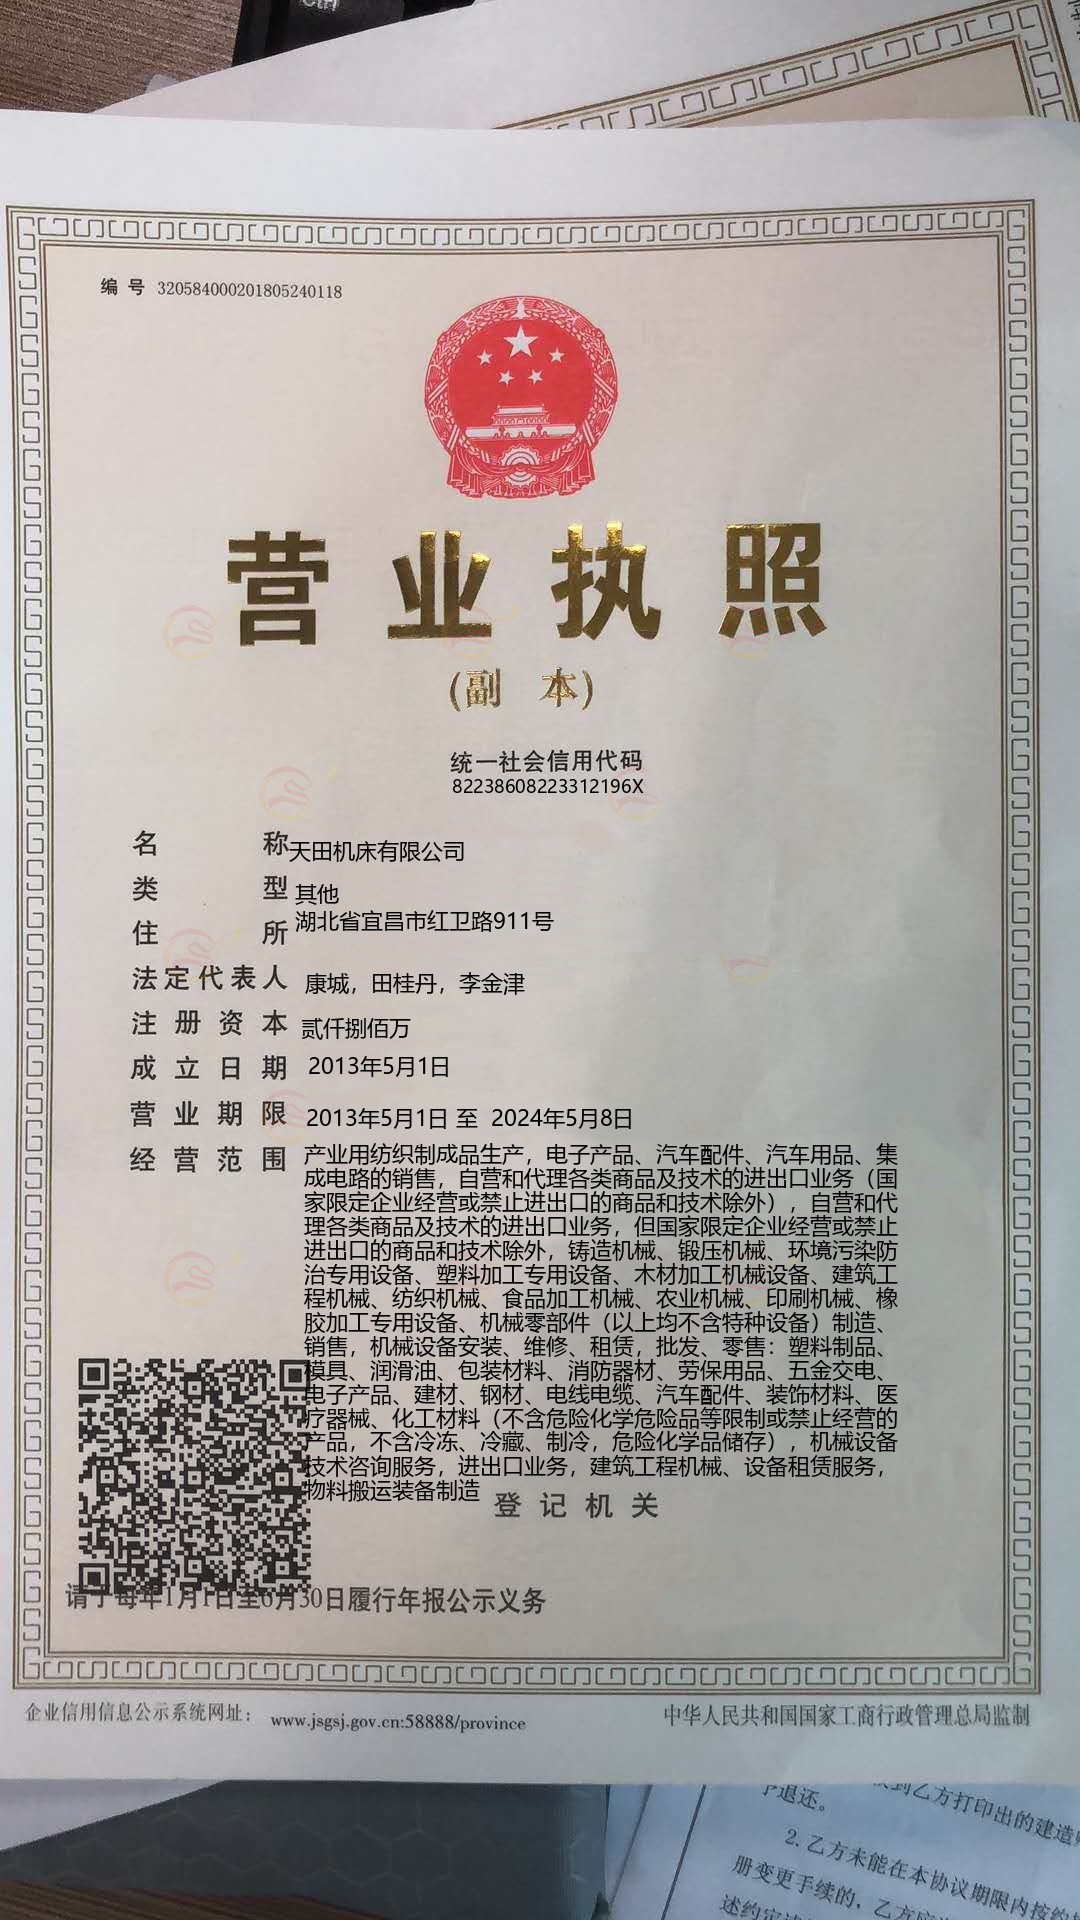 Ctrl
编 号 320584000201805240118
营业执照
(副 本)
统一社会信用代码
82238608223312196X
名 称 天田机床有限公司
类 型 其他
住 所 湖北省宜昌市红卫路911号
法定代表人 康城，田桂丹，李金津
注册资本 贰仟捌佰万
成立日期 2013年5月1日
营业期限 2013年5月1日 至 2024年5月8日
经营范围 产业用纺织制成品生产，电子产品、汽车配件、汽车用品、集
成电路的销售，自营和代理各类商品及技术的进出口业务（国
家限定企业经营或禁止进出口的商品和技术除外），自营和代
理各类商品及技术的进出口业务，但国家限定企业经营或禁止
进出口的商品和技术除外，铸造机械、锻压机械、环境污染防
治专用设备、塑料加工专用设备、木材加工机械设备、建筑工
程机械、纺织机械、食品加工机械、农业机械、印刷机械、橡
胶加工专用设备、机械零部件（以上均不含特种设备）制造、
销售，机械设备安装、维修、租赁，批发、零售：塑料制品、
模具、润滑油、包装材料、消防器材、劳保用品、五金交电、
电子产品、建材、钢材、电线电缆、汽车配件、装饰材料、医
疗器械、化工材料（不含危险化学危险品等限制或禁止经营的
产品，不含冷冻、冷藏、制冷，危险化学品储存），机械设备
技术咨询服务，进出口业务，建筑工程机械、设备租赁服务，
物料搬运装备制造
登记机关
请于每年1月1日至6月30日履行年报公示义务
企业信用信息公示系统网址： www.jsgsj.gov.cn:58888/province
中华人民共和国国家工商行政管理总局监制
到乙方打印出的建造
退还。
2.乙方未能在本协议期限内按约
册变更手续的，乙方应
述约定